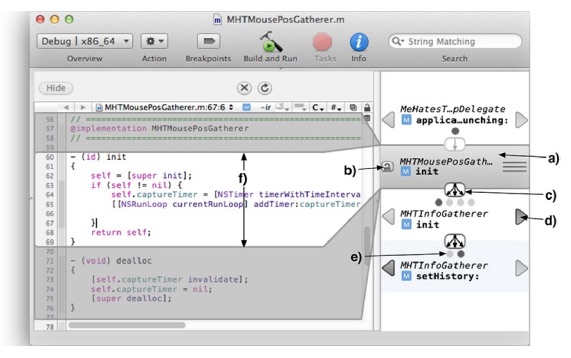 MHTMousePosGatherer.m
Debug | x86_64
Overview
Action
Breakpoints
Build and Run
Tasks
Info
String Matching
Search
Hide
MHTMousePosGatherer.m:67:6
M
-ir
C
#
56 // =====================================================
57 @implementation MHTMousePosGatherer
58 // =====================================================
59
60 - (id) init
61 {
62 self = [super init];
63 if (self != nil) {
64 self.captureTimer = [NSTimer timerWithTimeInterva
65 [[NSRunLoop currentRunLoop] addTimer:captureTimer
66
67 }
68 return self;
69 }
70
71 - (void) dealloc
72 {
73 [self.captureTimer invalidate];
74 self.captureTimer = nil;
75 [super dealloc];
76 }
77
78
f)
MeHatesT…pDelegate
M applica…unching:
MHTMousePosGath…
M init
MHTInfoGatherer
M init
MHTInfoGatherer
M setHistory:
a)
b)
c)
d)
e)